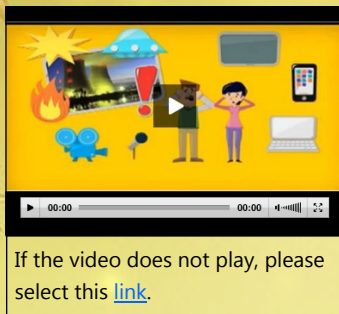 00:00 00:00
If the video does not play, please
select this link.